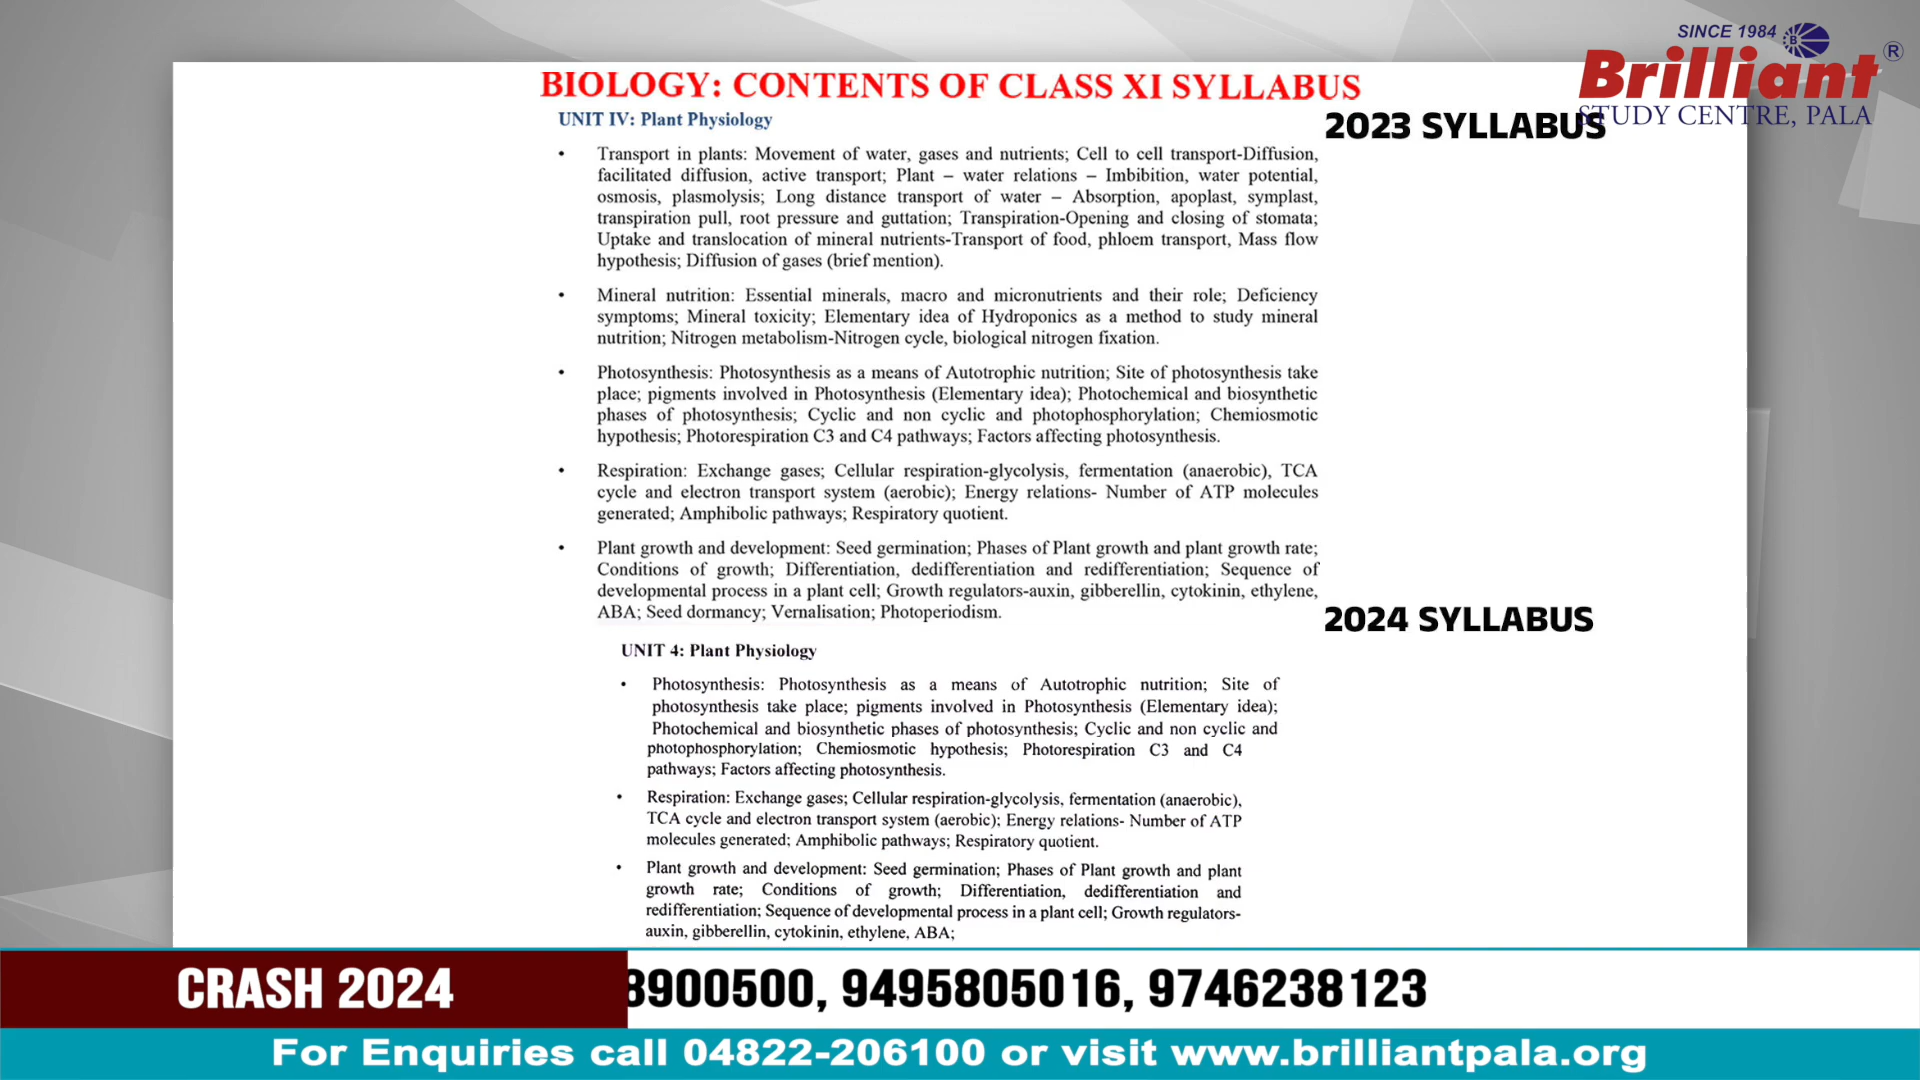 SINCE 1984
Brilliant ®
STUDY CENTRE, PALA
BIOLOGY: CONTENTS OF CLASS XI SYLLABUS
2023 SYLLABUS
UNIT IV: Plant Physiology
• Transport in plants: Movement of water, gases and nutrients; Cell to cell transport-Diffusion,
facilitated diffusion, active transport; Plant – water relations – Imbibition, water potential,
osmosis, plasmolysis; Long distance transport of water – Absorption, apoplast, symplast,
transpiration pull, root pressure and guttation; Transpiration-Opening and closing of stomata;
Uptake and translocation of mineral nutrients-Transport of food, phloem transport, Mass flow
hypothesis; Diffusion of gases (brief mention).
• Mineral nutrition: Essential minerals, macro and micronutrients and their role; Deficiency
symptoms; Mineral toxicity; Elementary idea of Hydroponics as a method to study mineral
nutrition; Nitrogen metabolism-Nitrogen cycle, biological nitrogen fixation.
• Photosynthesis: Photosynthesis as a means of Autotrophic nutrition; Site of photosynthesis take
place; pigments involved in Photosynthesis (Elementary idea); Photochemical and biosynthetic
phases of photosynthesis; Cyclic and non cyclic and photophosphorylation; Chemiosmotic
hypothesis; Photorespiration C3 and C4 pathways; Factors affecting photosynthesis.
• Respiration: Exchange gases; Cellular respiration-glycolysis, fermentation (anaerobic), TCA
cycle and electron transport system (aerobic); Energy relations- Number of ATP molecules
generated; Amphibolic pathways; Respiratory quotient.
• Plant growth and development: Seed germination; Phases of Plant growth and plant growth rate;
Conditions of growth; Differentiation, dedifferentiation and redifferentiation; Sequence of
developmental process in a plant cell; Growth regulators-auxin, gibberellin, cytokinin, ethylene,
ABA; Seed dormancy; Vernalisation; Photoperiodism.
2024 SYLLABUS
UNIT 4: Plant Physiology
• Photosynthesis: Photosynthesis as a means of Autotrophic nutrition; Site of
photosynthesis take place; pigments involved in Photosynthesis (Elementary idea);
Photochemical and biosynthetic phases of photosynthesis; Cyclic and non cyclic and
photophosphorylation; Chemiosmotic hypothesis; Photorespiration C3 and C4
pathways; Factors affecting photosynthesis.
• Respiration: Exchange gases; Cellular respiration-glycolysis, fermentation (anaerobic),
TCA cycle and electron transport system (aerobic); Energy relations- Number of ATP
molecules generated; Amphibolic pathways; Respiratory quotient.
• Plant growth and development: Seed germination; Phases of Plant growth and plant
growth rate; Conditions of growth; Differentiation, dedifferentiation and
redifferentiation; Sequence of developmental process in a plant cell; Growth regulators-
auxin, gibberellin, cytokinin, ethylene, ABA;
CRASH 2024
8900500, 9495805016, 9746238123
For Enquiries call 04822-206100 or visit www.brilliantpala.org